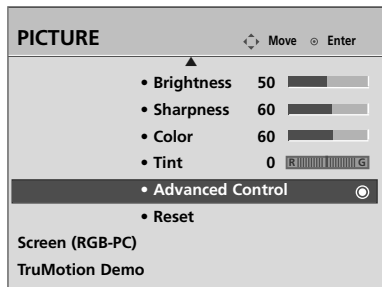 PICTURE Move Enter
• Brightness 50
• Sharpness 60
• Color 60
• Tint 0 R G
• Advanced Control
• Reset
Screen (RGB-PC)
TruMotion Demo